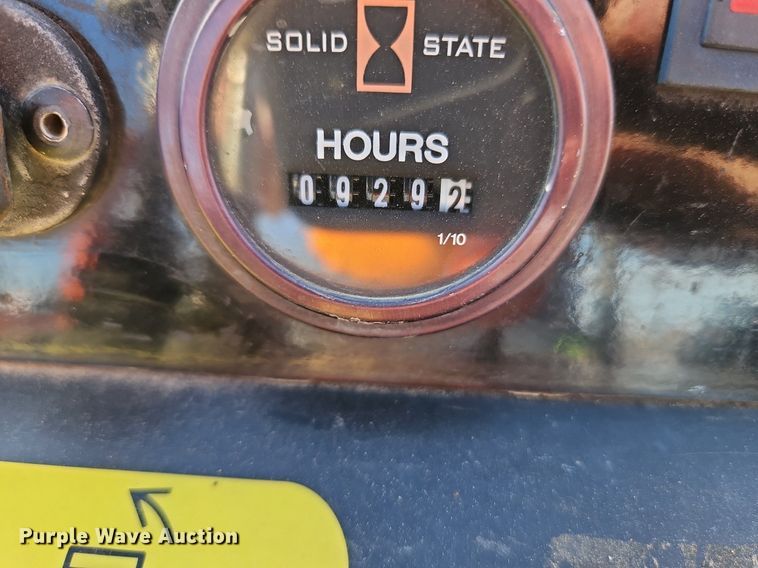 SOLID STATE
HOURS
09292
1/10
Purple Wave Auction